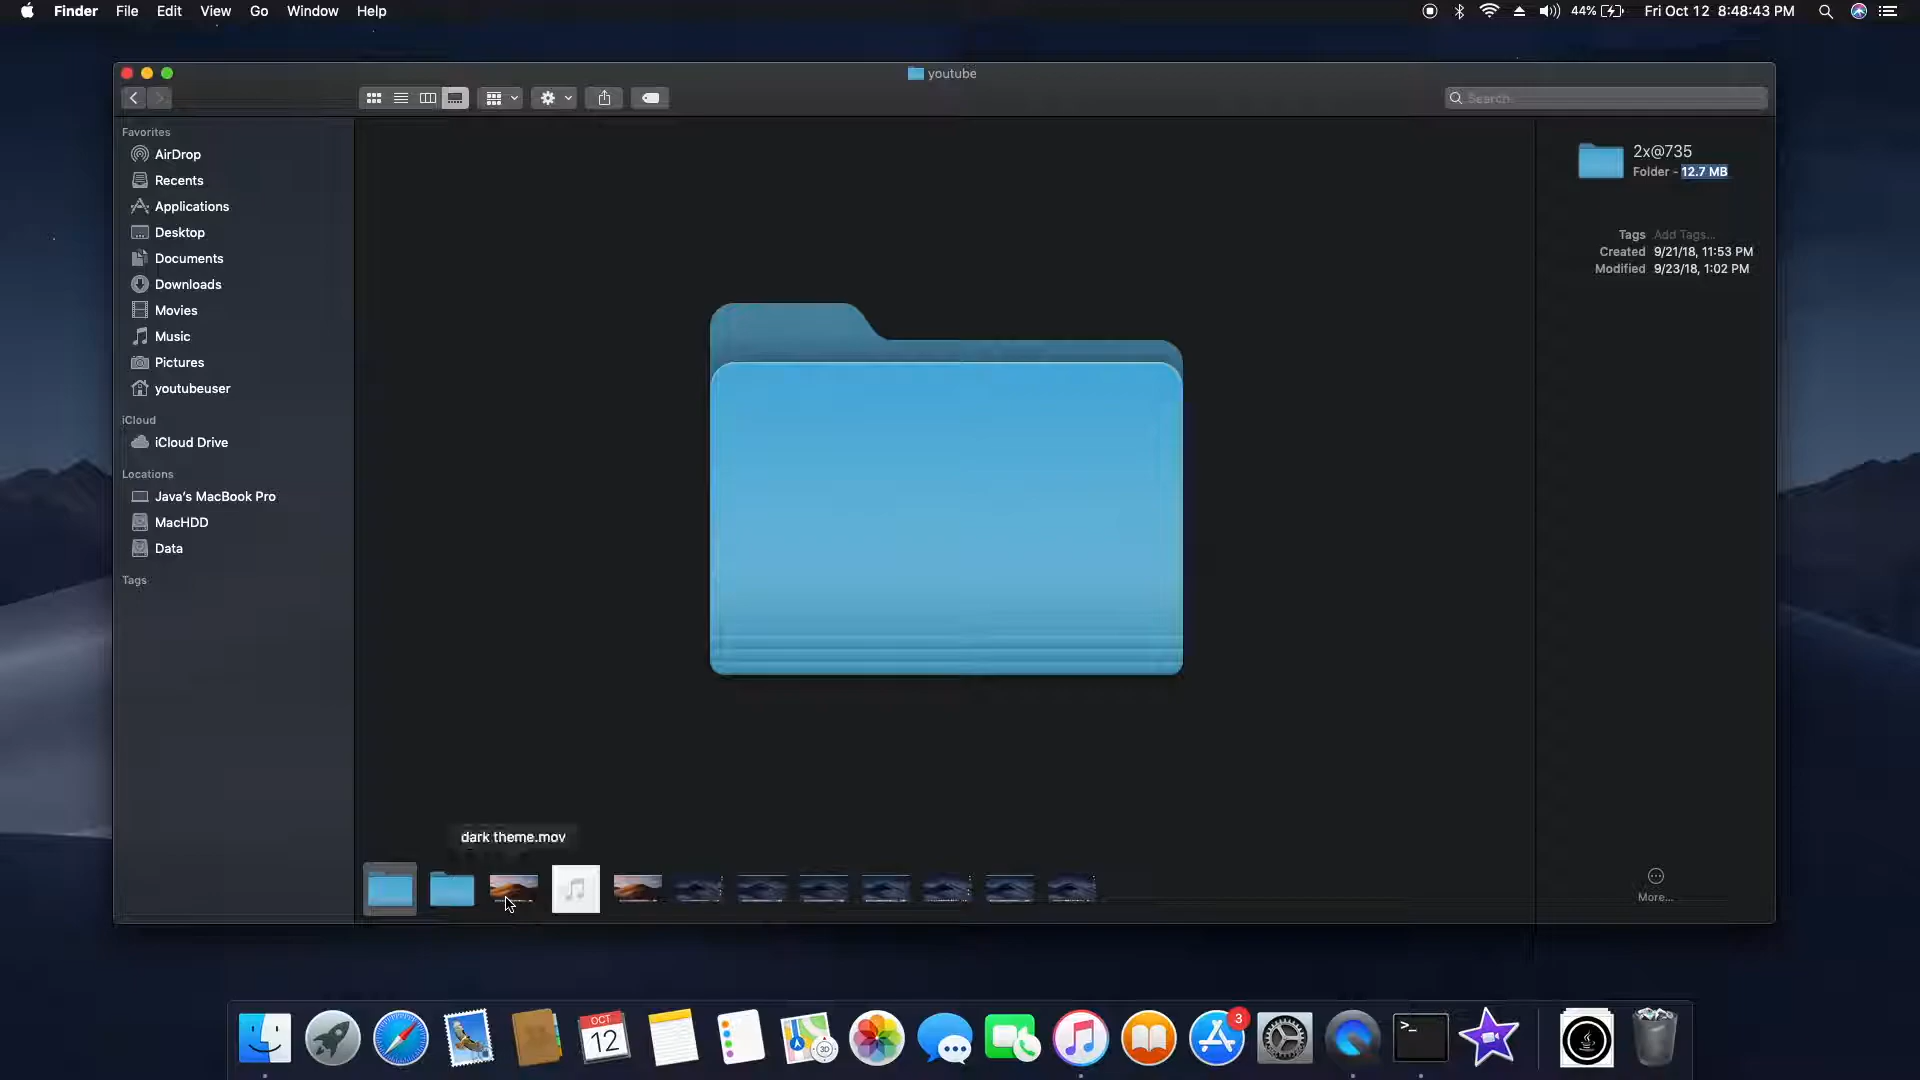 Finder File Edit View Go Window Help 44% Fri Oct 12 8:48:43 PM
youtube
Search
Favorites
AirDrop
Recents
Applications
Desktop
Documents
Downloads
Movies
Music
Pictures
youtubeuser
iCloud
iCloud Drive
Locations
Java's MacBook Pro
MacHDD
Data
Tags
2x@735
Folder - 12.7 MB
Tags Add Tags...
Created 9/21/18, 11:53 PM
Modified 9/23/18, 1:02 PM
dark theme.mov
More...
OCT
12
3D
3
>_